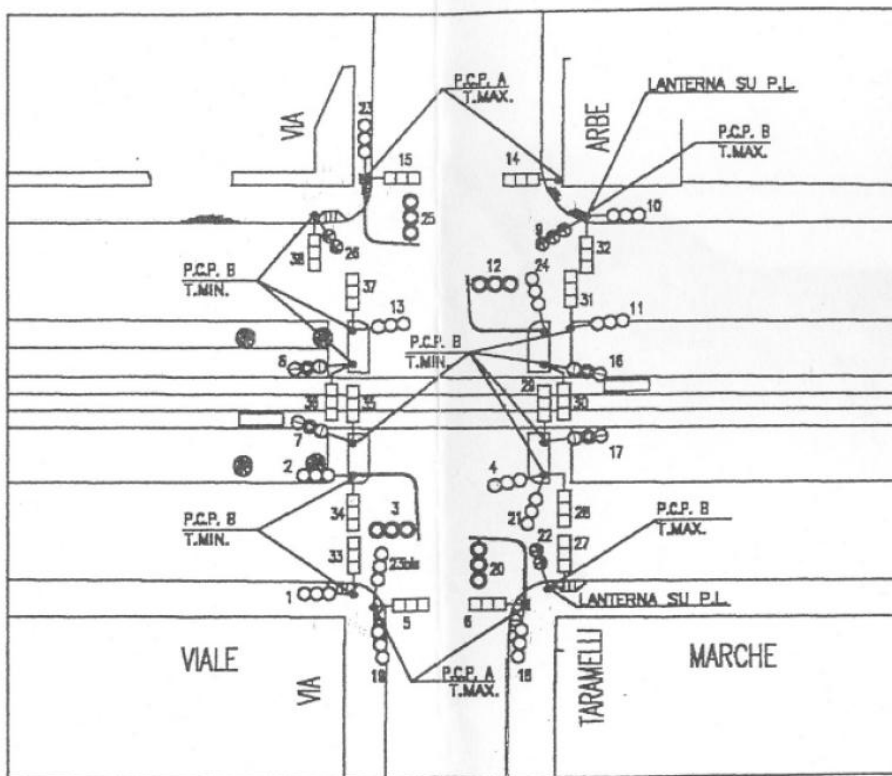 VIA
23
P.C.P. A
T.MAX.
ARBE
LANTERNA SU P.L.
P.C.P. B
T.MAX.
15
14
25
10
9
32
38
26
12
24
37
31
P.C.P. B
T.MIN.
13
11
P.C.P. B
T.MIN.
8
16
29
36
35
30
7
17
2
4
3
34
21
28
P.C.P. B
T.MIN.
P.C.P. B
T.MAX.
22
27
33
23bis
20
1
5
6
LANTERNA SU P.L.
VIALE
VIA
19
P.C.P. A
T.MAX.
18
TARAMELLI
MARCHE